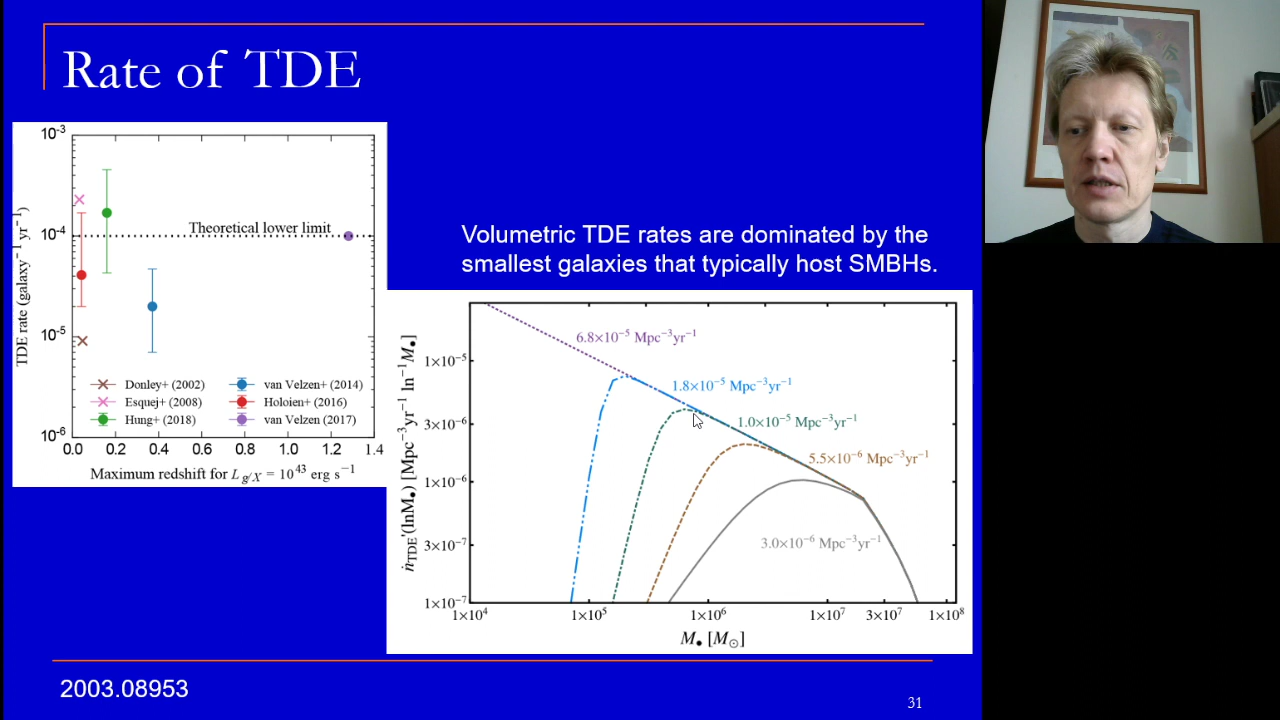 Rate of TDE
10⁻³
10⁻⁴
10⁻⁵
10⁻⁶
TDE rate (galaxy⁻¹ yr⁻¹)
Theoretical lower limit
Donley+ (2002)
Esquej+ (2008)
Hung+ (2018)
van Velzen+ (2014)
Holoien+ (2016)
van Velzen (2017)
0.0 0.2 0.4 0.6 0.8 1.0 1.2 1.4
Maximum redshift for L g/X = 10⁴³ erg s⁻¹
Volumetric TDE rates are dominated by the
smallest galaxies that typically host SMBHs.
ṅTDE'(lnM•) [Mpc⁻³yr⁻¹ ln⁻¹M•]
1×10⁻⁵
3×10⁻⁶
1×10⁻⁶
3×10⁻⁷
1×10⁻⁷
6.8×10⁻⁵ Mpc⁻³yr⁻¹
1.8×10⁻⁵ Mpc⁻³yr⁻¹
1.0×10⁻⁵ Mpc⁻³yr⁻¹
5.5×10⁻⁶ Mpc⁻³yr⁻¹
3.0×10⁻⁶ Mpc⁻³yr⁻¹
1×10⁴ 1×10⁵ 1×10⁶ 1×10⁷ 3×10⁷ 1×10⁸
M• [M⊙]
2003.08953
31